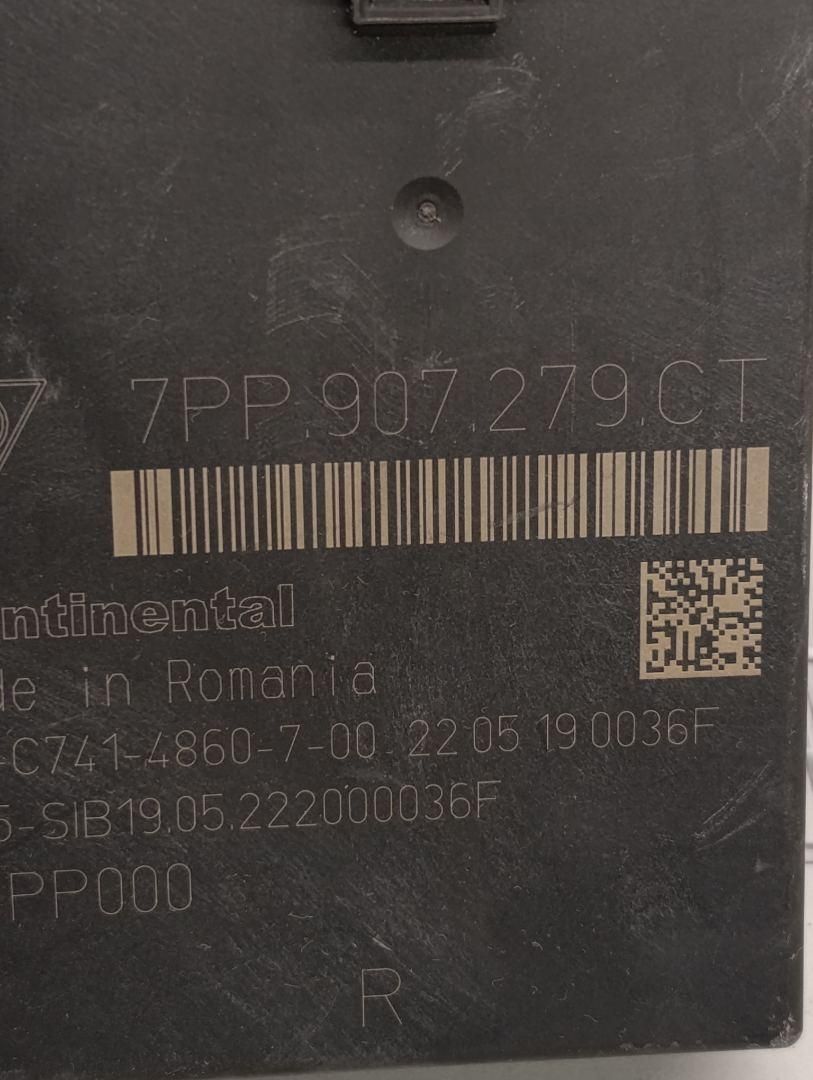 7PP.907.279.CT
ntinental
de in Romania
-C741-4860-7-00 22 05 19 0036F
5-SIB19.05.222000036F
PP000
R